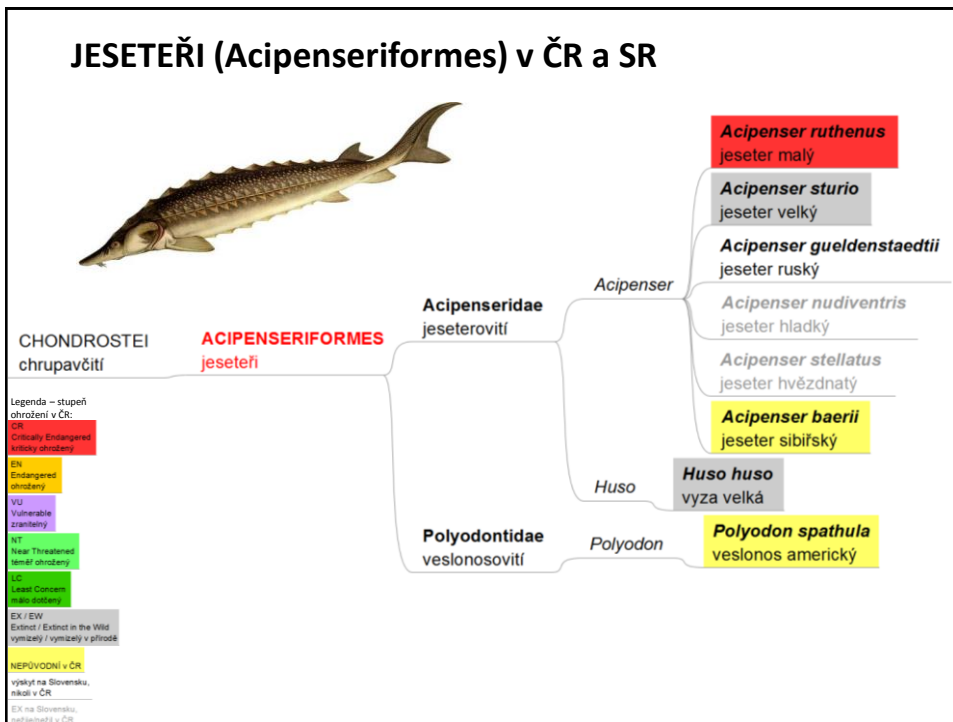 JESETEŘI (Acipenseriformes) v ČR a SR
Acipenser ruthenus
jeseter malý
Acipenser sturio
jeseter velký
Acipenser gueldenstaedtii
jeseter ruský
Acipenser
Acipenser nudiventris
jeseter hladký
Acipenseridae
jeseterovití
CHONDROSTEI
chrupavčití
ACIPENSERIFORMES
jeseteři
Acipenser stellatus
jeseter hvězdnatý
Acipenser baerii
jeseter sibiřský
Huso
Huso huso
vyza velká
Polyodontidae
veslonosovití
Polyodon
Polyodon spathula
veslonos americký
Legenda – stupeň
ohrožení v ČR:
CR
Critically Endangered
kriticky ohrožený
EN
Endangered
ohrožený
VU
Vulnerable
zranitelný
NT
Near Threatened
téměř ohrožený
LC
Least Concern
málo dotčený
EX / EW
Extinct / Extinct in the Wild
vymizelý / vymizelý v přírodě
NEPŮVODNÍ v ČR
výskyt na Slovensku,
nikoli v ČR
EX na Slovensku,
nežije/nežil v ČR